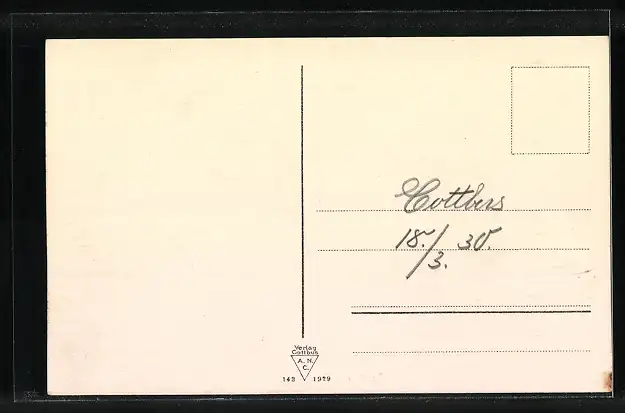 Cottbus
18./3. 30.
Verlag
Cottbus
A. N.
C.
143 1929